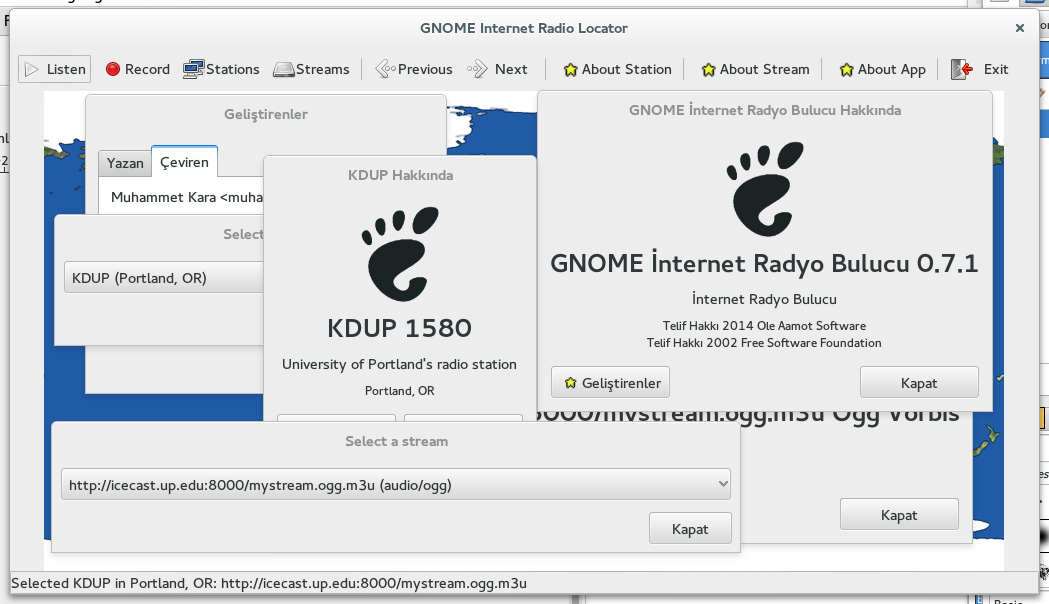 GNOME Internet Radio Locator
Listen Record Stations Streams Previous Next About Station About Stream About App Exit
Geliştirenler
Yazan Çeviren
Muhammet Kara <muha
Select
KDUP (Portland, OR)
KDUP Hakkında
KDUP 1580
University of Portland's radio station
Portland, OR
GNOME İnternet Radyo Bulucu Hakkında
GNOME İnternet Radyo Bulucu 0.7.1
İnternet Radyo Bulucu
Telif Hakkı 2014 Ole Aamot Software
Telif Hakkı 2002 Free Software Foundation
Geliştirenler Kapat
8000/mystream.ogg.m3u Ogg Vorbis
Kapat
Select a stream
http://icecast.up.edu:8000/mystream.ogg.m3u (audio/ogg)
Kapat
Selected KDUP in Portland, OR: http://icecast.up.edu:8000/mystream.ogg.m3u